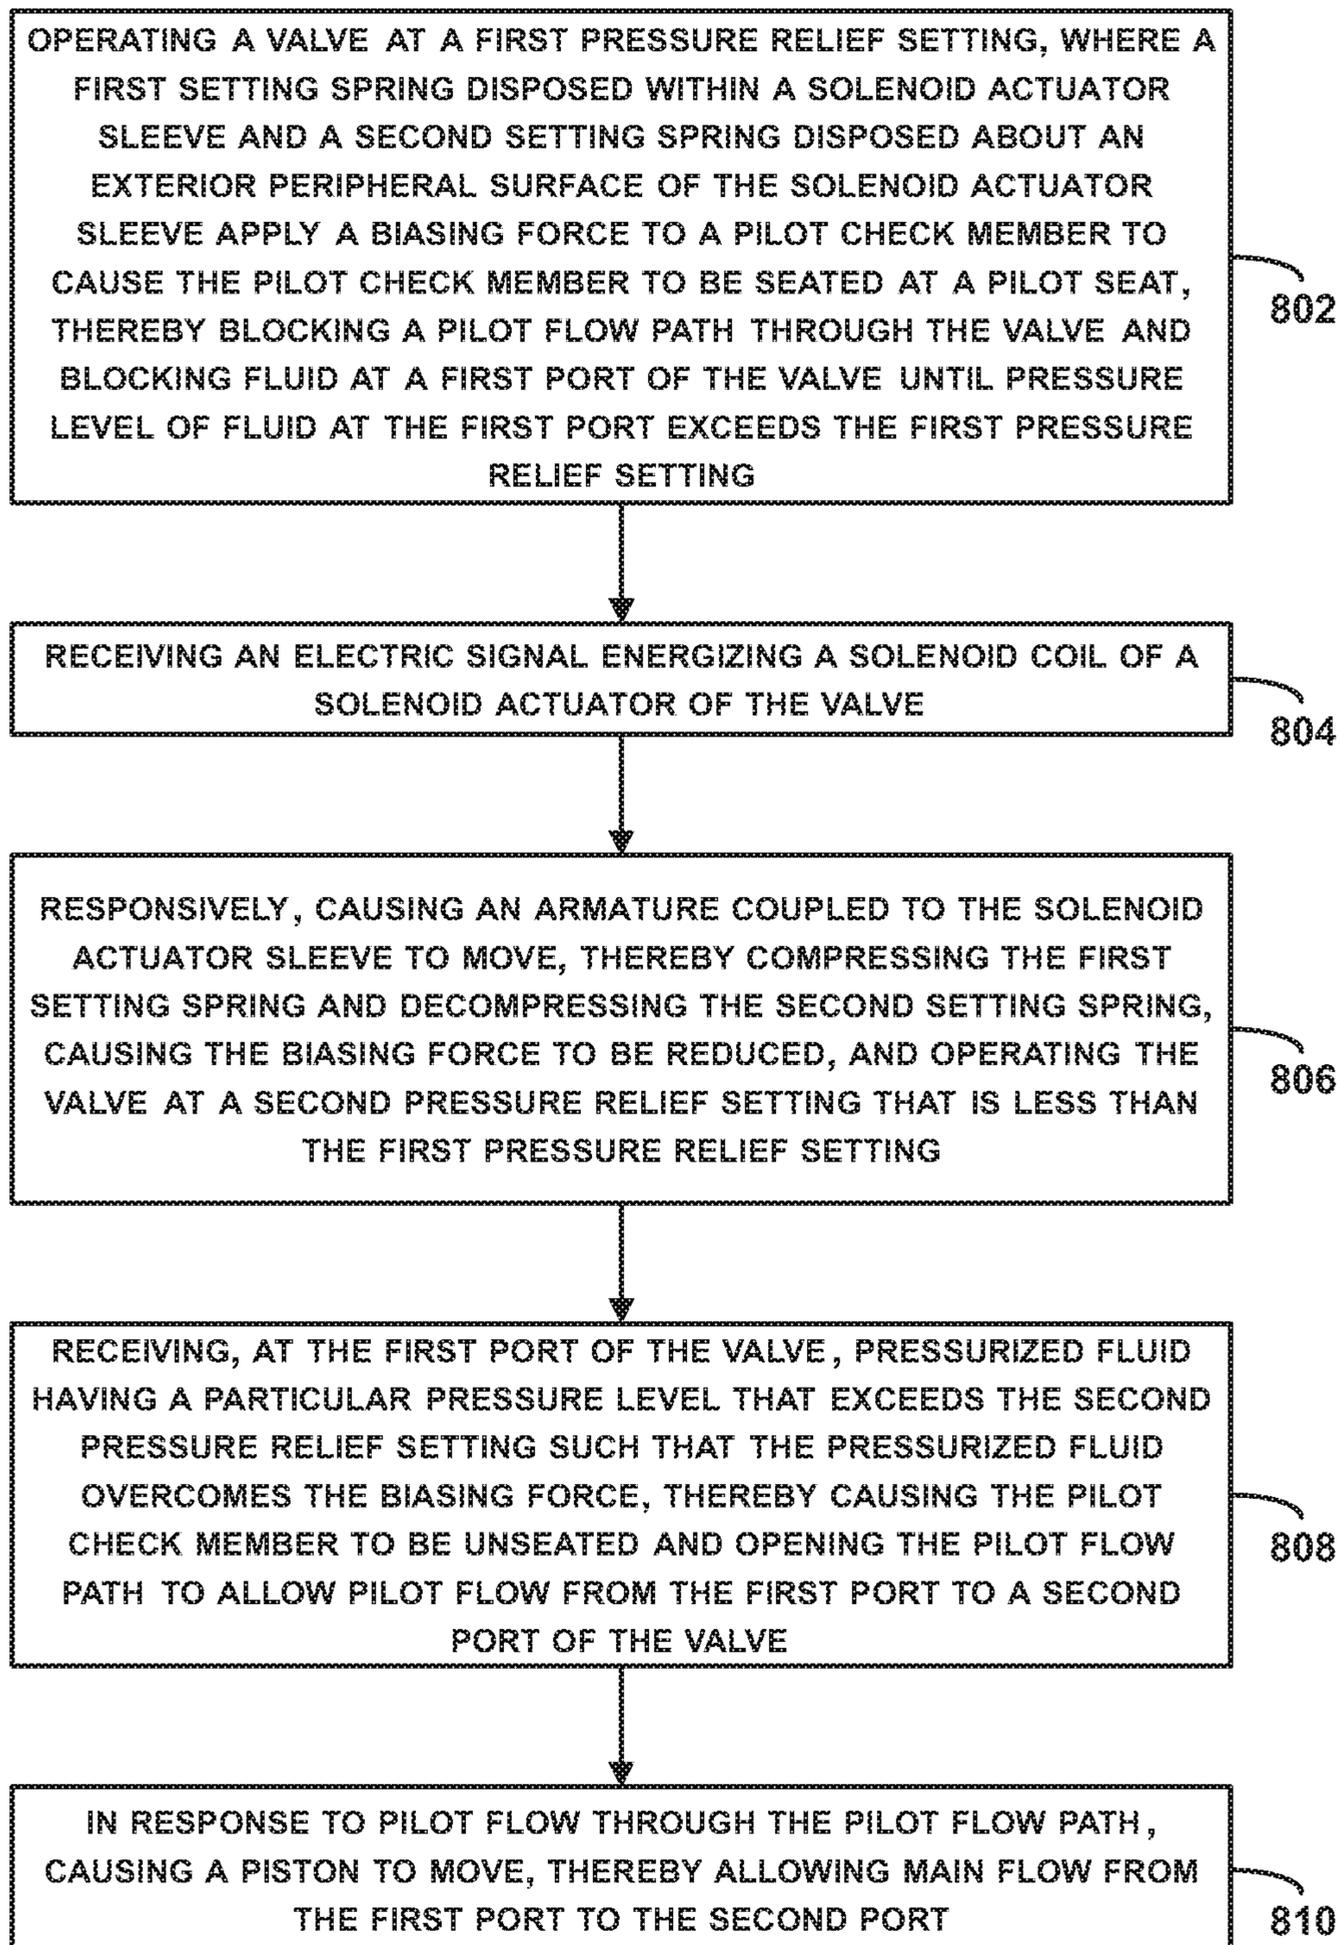 OPERATING A VALVE AT A FIRST PRESSURE RELIEF SETTING, WHERE A
FIRST SETTING SPRING DISPOSED WITHIN A SOLENOID ACTUATOR
SLEEVE AND A SECOND SETTING SPRING DISPOSED ABOUT AN
EXTERIOR PERIPHERAL SURFACE OF THE SOLENOID ACTUATOR
SLEEVE APPLY A BIASING FORCE TO A PILOT CHECK MEMBER TO
CAUSE THE PILOT CHECK MEMBER TO BE SEATED AT A PILOT SEAT,
THEREBY BLOCKING A PILOT FLOW PATH THROUGH THE VALVE AND
BLOCKING FLUID AT A FIRST PORT OF THE VALVE UNTIL PRESSURE
LEVEL OF FLUID AT THE FIRST PORT EXCEEDS THE FIRST PRESSURE
RELIEF SETTING
802
RECEIVING AN ELECTRIC SIGNAL ENERGIZING A SOLENOID COIL OF A
SOLENOID ACTUATOR OF THE VALVE
804
RESPONSIVELY, CAUSING AN ARMATURE COUPLED TO THE SOLENOID
ACTUATOR SLEEVE TO MOVE, THEREBY COMPRESSING THE FIRST
SETTING SPRING AND DECOMPRESSING THE SECOND SETTING SPRING,
CAUSING THE BIASING FORCE TO BE REDUCED, AND OPERATING THE
VALVE AT A SECOND PRESSURE RELIEF SETTING THAT IS LESS THAN
THE FIRST PRESSURE RELIEF SETTING
806
RECEIVING, AT THE FIRST PORT OF THE VALVE, PRESSURIZED FLUID
HAVING A PARTICULAR PRESSURE LEVEL THAT EXCEEDS THE SECOND
PRESSURE RELIEF SETTING SUCH THAT THE PRESSURIZED FLUID
OVERCOMES THE BIASING FORCE, THEREBY CAUSING THE PILOT
CHECK MEMBER TO BE UNSEATED AND OPENING THE PILOT FLOW
PATH TO ALLOW PILOT FLOW FROM THE FIRST PORT TO A SECOND
PORT OF THE VALVE
808
IN RESPONSE TO PILOT FLOW THROUGH THE PILOT FLOW PATH,
CAUSING A PISTON TO MOVE, THEREBY ALLOWING MAIN FLOW FROM
THE FIRST PORT TO THE SECOND PORT
810